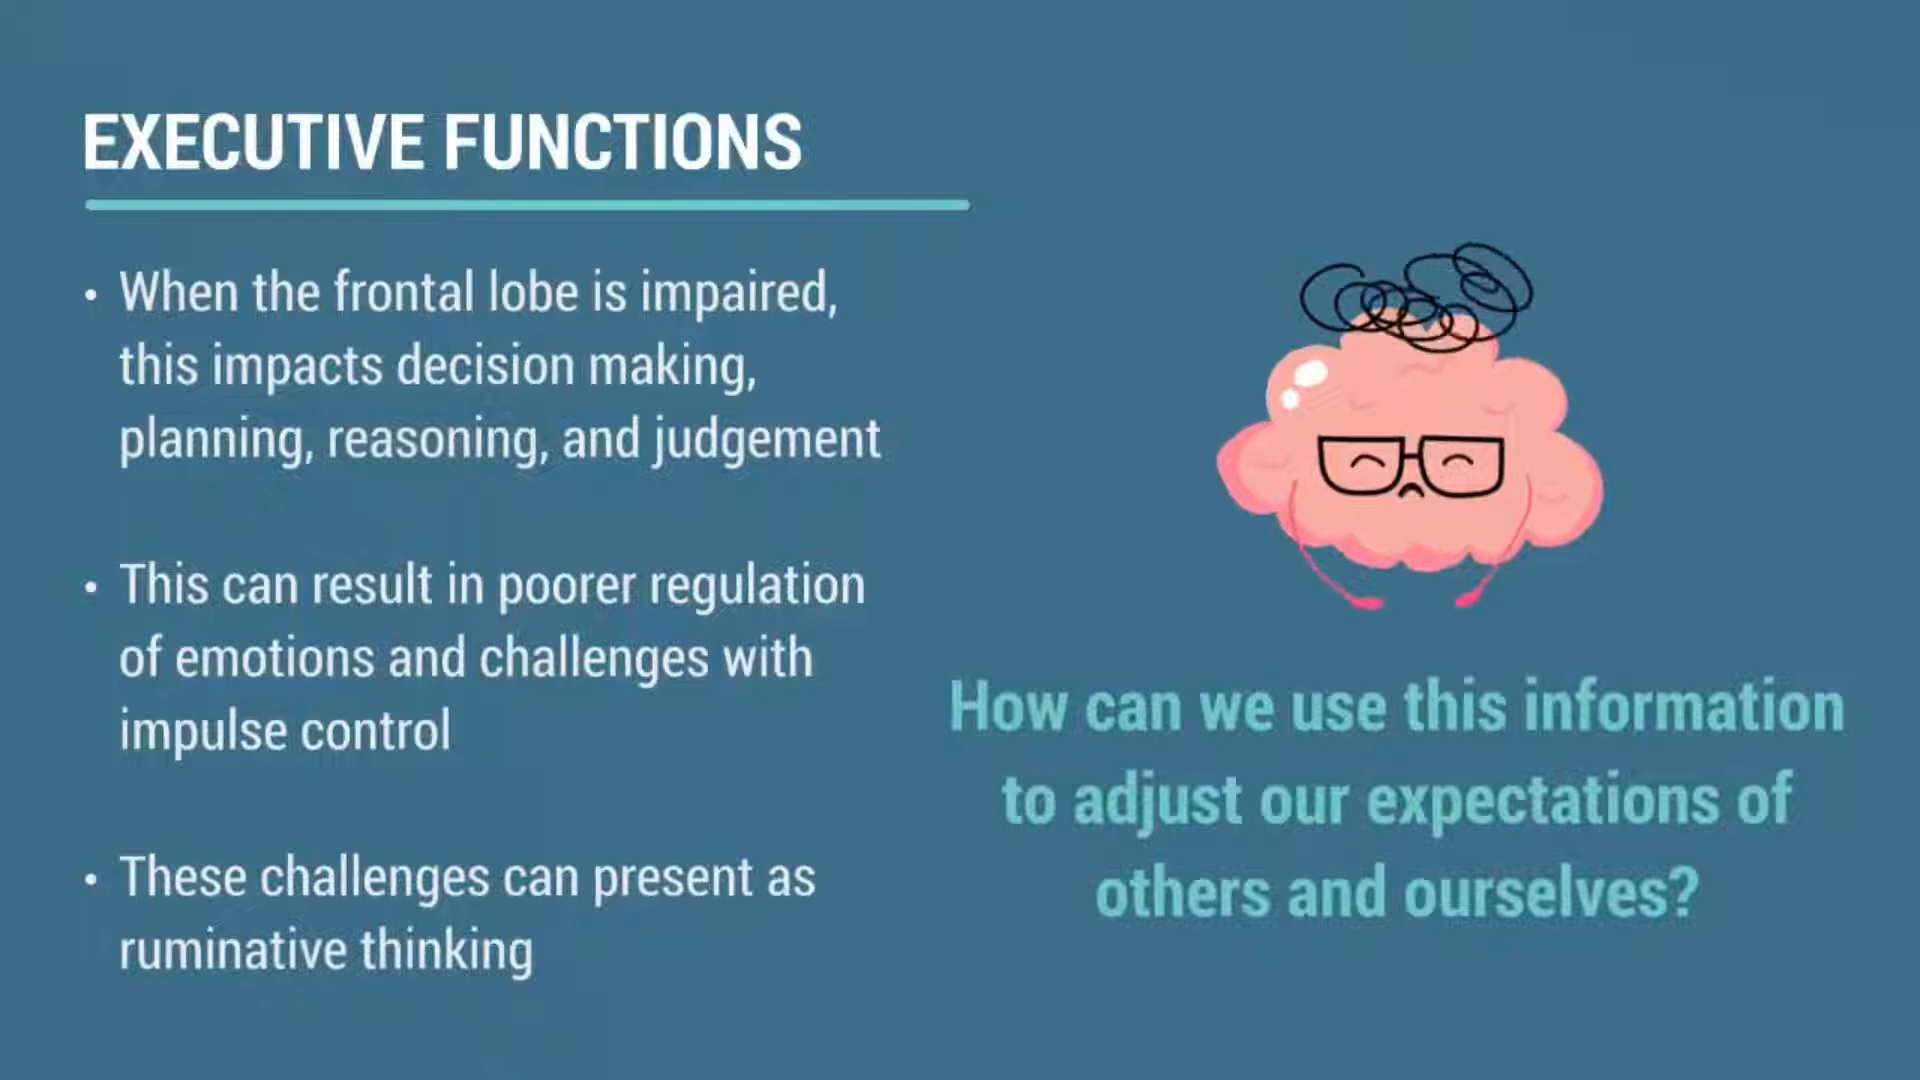 EXECUTIVE FUNCTIONS
• When the frontal lobe is impaired,
this impacts decision making,
planning, reasoning, and judgement
• This can result in poorer regulation
of emotions and challenges with
impulse control
• These challenges can present as
ruminative thinking
How can we use this information
to adjust our expectations of
others and ourselves?